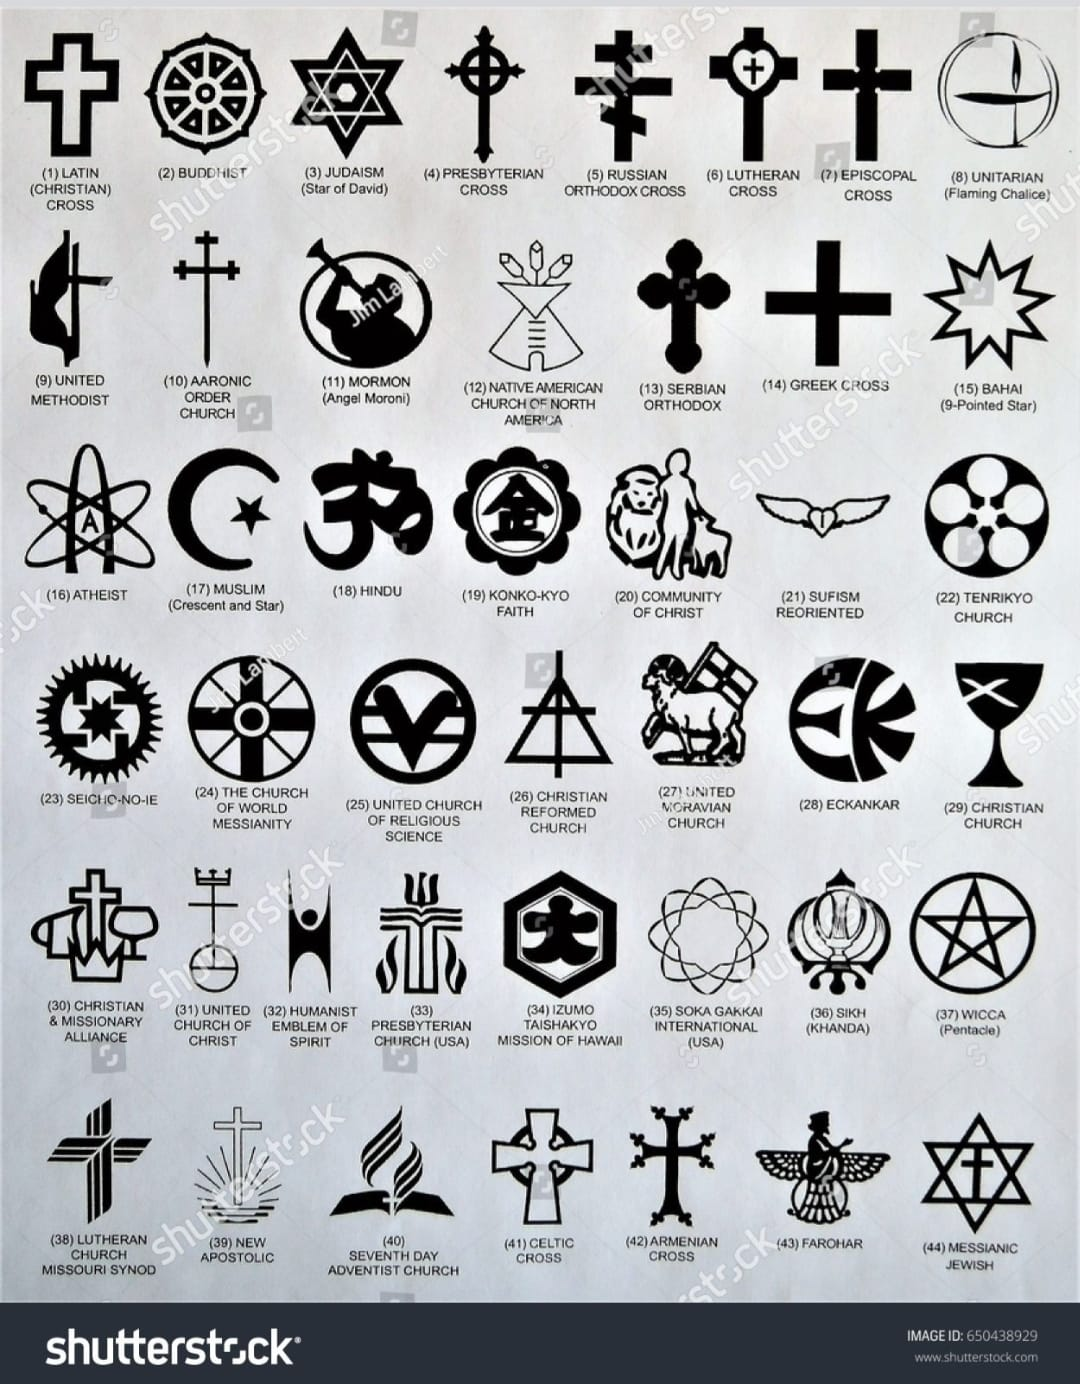 (1) LATIN
(CHRISTIAN)
CROSS
(2) BUDDHIST
(3) JUDAISM
(Star of David)
(4) PRESBYTERIAN
CROSS
(5) RUSSIAN
ORTHODOX CROSS
(6) LUTHERAN
CROSS
(7) EPISCOPAL
CROSS
(8) UNITARIAN
(Flaming Chalice)
(9) UNITED
METHODIST
(10) AARONIC
ORDER
CHURCH
(11) MORMON
(Angel Moroni)
(12) NATIVE AMERICAN
CHURCH OF NORTH
AMERICA
(13) SERBIAN
ORTHODOX
(14) GREEK CROSS
(15) BAHAI
(9-Pointed Star)
A
(16) ATHEIST
(17) MUSLIM
(Crescent and Star)
(18) HINDU
金
(19) KONKO-KYO
FAITH
(20) COMMUNITY
OF CHRIST
(21) SUFISM
REORIENTED
(22) TENRIKYO
CHURCH
(23) SEICHO-NO-IE
(24) THE CHURCH
OF WORLD
MESSIANITY
(25) UNITED CHURCH
OF RELIGIOUS
SCIENCE
(26) CHRISTIAN
REFORMED
CHURCH
(27) UNITED
MORAVIAN
CHURCH
(28) ECKANKAR
(29) CHRISTIAN
CHURCH
(30) CHRISTIAN
& MISSIONARY
ALLIANCE
(31) UNITED
CHURCH OF
CHRIST
(32) HUMANIST
EMBLEM OF
SPIRIT
(33)
PRESBYTERIAN
CHURCH (USA)
(34) IZUMO
TAISHAKYO
MISSION OF HAWAII
(35) SOKA GAKKAI
INTERNATIONAL
(USA)
(36) SIKH
(KHANDA)
(37) WICCA
(Pentacle)
(38) LUTHERAN
CHURCH
MISSOURI SYNOD
(39) NEW
APOSTOLIC
(40)
SEVENTH DAY
ADVENTIST CHURCH
(41) CELTIC
CROSS
(42) ARMENIAN
CROSS
(43) FAROHAR
(44) MESSIANIC
JEWISH
shutterstock
Jim Lambert
shutterstock
IMAGE ID: 650438929
www.shutterstock.com